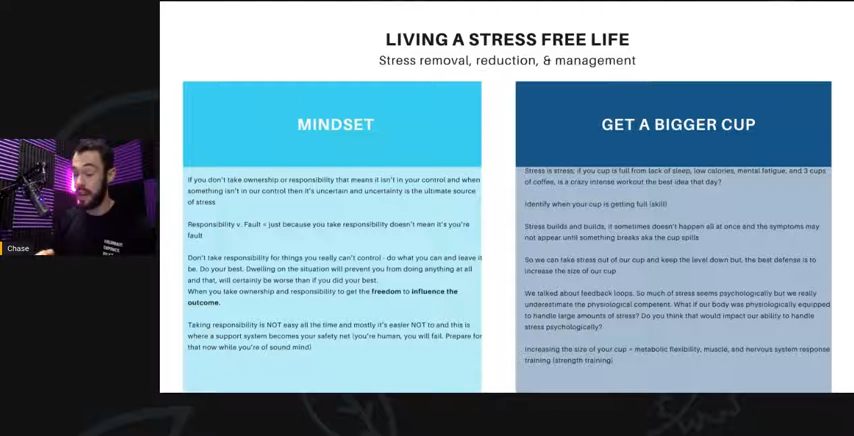 LIVING A STRESS FREE LIFE
Stress removal, reduction, & management
MINDSET
If you don't take ownership or responsibility that means it isn't in your control and when
something isn't in our control then it's uncertain and uncertainty is the ultimate source
of stress
Responsibility v. Fault = just because you take responsibility doesn't mean it's you're
fault
Don't take responsibility for things you really can't control - do what you can and leave it
be. Do your best. Dwelling on the situation will prevent you from doing anything at all
and that, will certainly be worse than if you did your best.
When you take ownership and responsibility to get the freedom to influence the
outcome.
Taking responsibility is NOT easy all the time and mostly it's easier NOT to and this is
where a support system becomes your safety net (you're human, you will fail. Prepare for
that now while you're of sound mind)
GET A BIGGER CUP
Stress is stress; if you cup is full from lack of sleep, low calories, mental fatigue, and 3 cups
of coffee, is a crazy intense workout the best idea that day?
Identify when your cup is getting full (skill)
Stress builds and builds, it sometimes doesn't happen all at once and the symptoms may
not appear until something breaks aka the cup spills
So we can take stress out of our cup and keep the level down but, the best defense is to
increase the size of our cup
We talked about feedback loops. So much of stress seems psychologically but we really
underestimate the physiological competent. What if our body was physiologically equipped
to handle large amounts of stress? Do you think that would impact our ability to handle
stress psychologically?
Increasing the size of your cup = metabolic flexibility, muscle, and nervous system response
training (strength training)
Chase